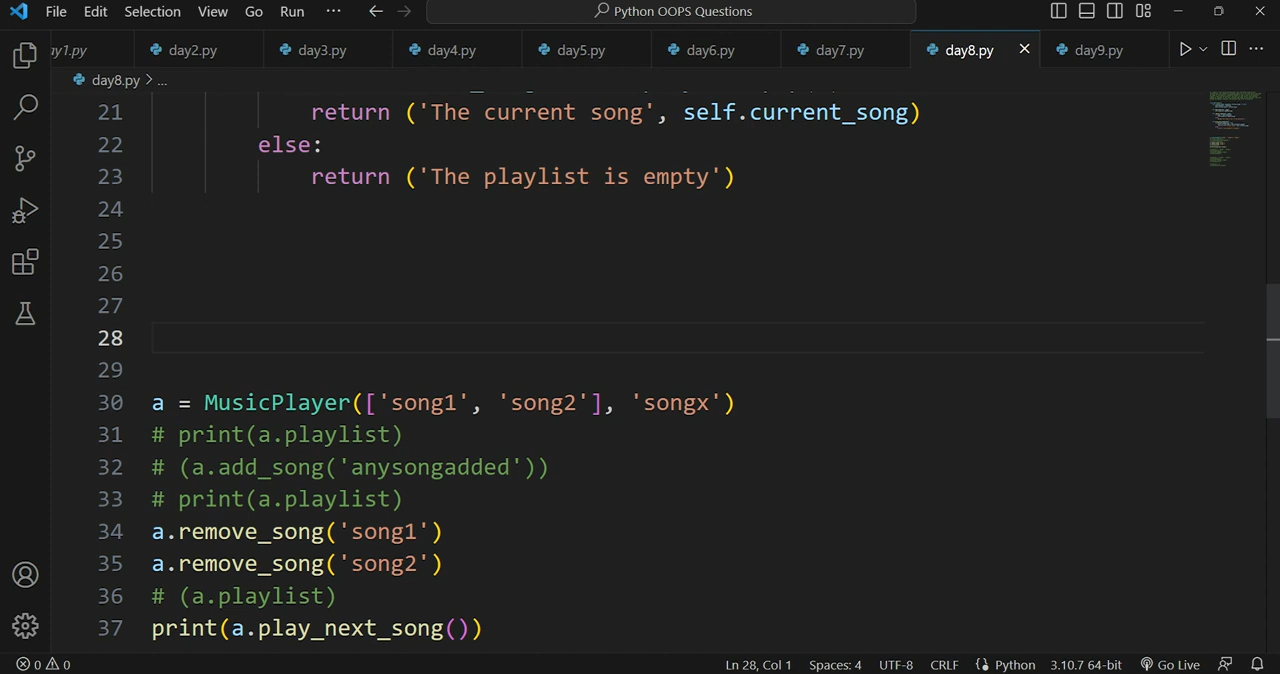 File Edit Selection View Go Run ··· Python OOPS Questions
ay1.py day2.py day3.py day4.py day5.py day6.py day7.py day8.py day9.py
day8.py > ...
21 return ('The current song', self.current_song)
22 else:
23 return ('The playlist is empty')
24
25
26
27
28
29
30 a = MusicPlayer(['song1', 'song2'], 'songx')
31 # print(a.playlist)
32 # (a.add_song('anysongadded'))
33 # print(a.playlist)
34 a.remove_song('song1')
35 a.remove_song('song2')
36 # (a.playlist)
37 print(a.play_next_song())
0 0 Ln 28, Col 1 Spaces: 4 UTF-8 CRLF Python 3.10.7 64-bit Go Live